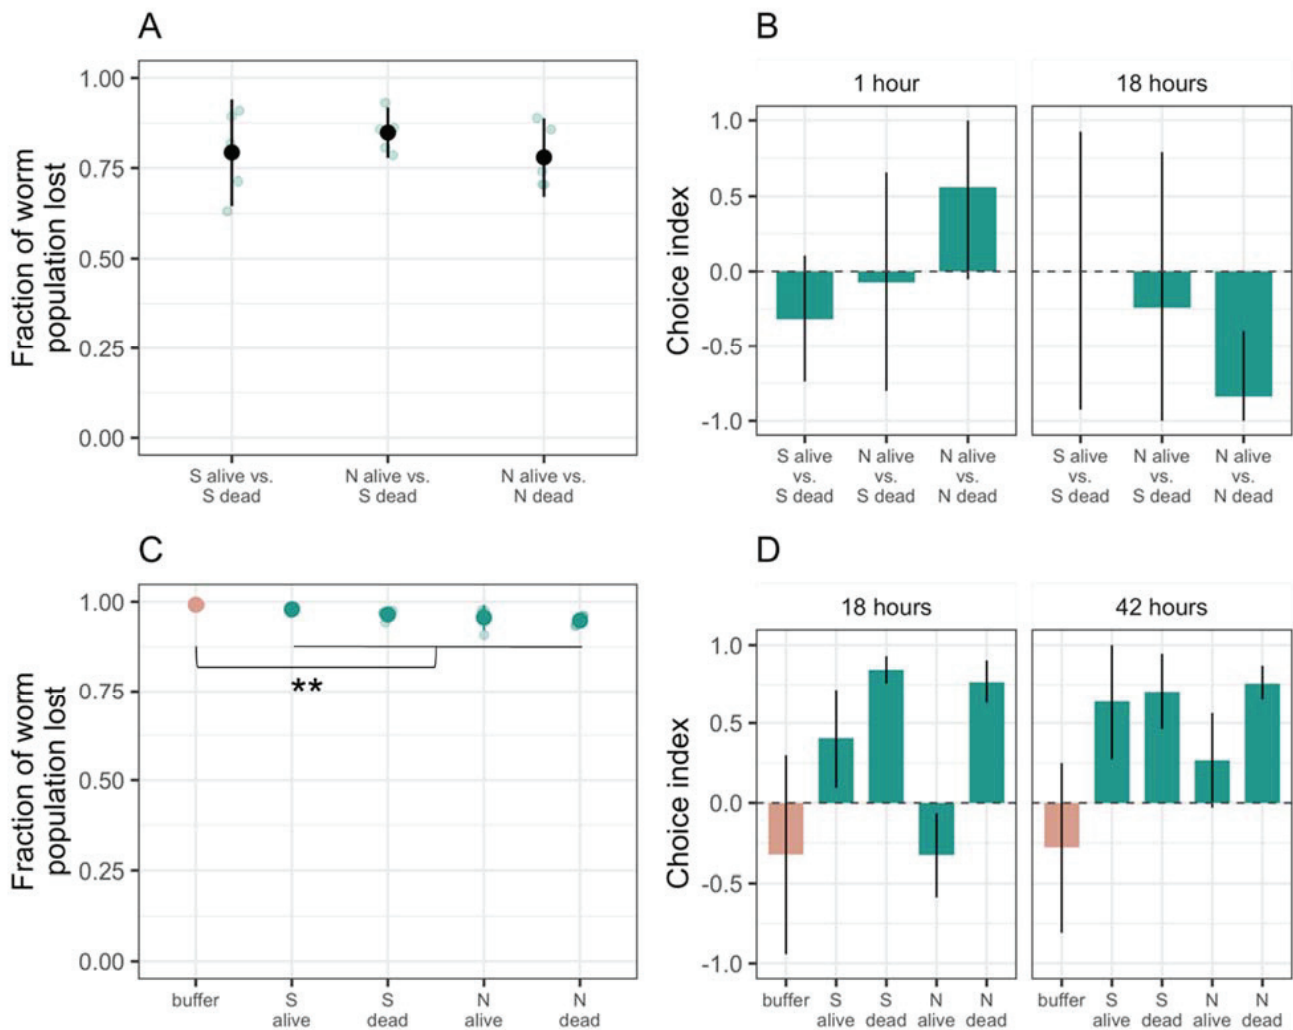 A
Fraction of worm
population lost
1.00
0.75
0.50
0.25
0.00
S alive vs.
S dead
N alive vs.
S dead
N alive vs.
N dead
B
Choice index
1 hour
18 hours
1.0
0.5
0.0
-0.5
-1.0
S alive
vs.
S dead
N alive
vs.
S dead
N alive
vs.
N dead
S alive
vs.
S dead
N alive
vs.
S dead
N alive
vs.
N dead
C
Fraction of worm
population lost
1.00
0.75
0.50
0.25
0.00
**
buffer
S
alive
S
dead
N
alive
N
dead
D
Choice index
18 hours
42 hours
1.0
0.5
0.0
-0.5
-1.0
buffer
S
alive
S
dead
N
alive
N
dead
buffer
S
alive
S
dead
N
alive
N
dead